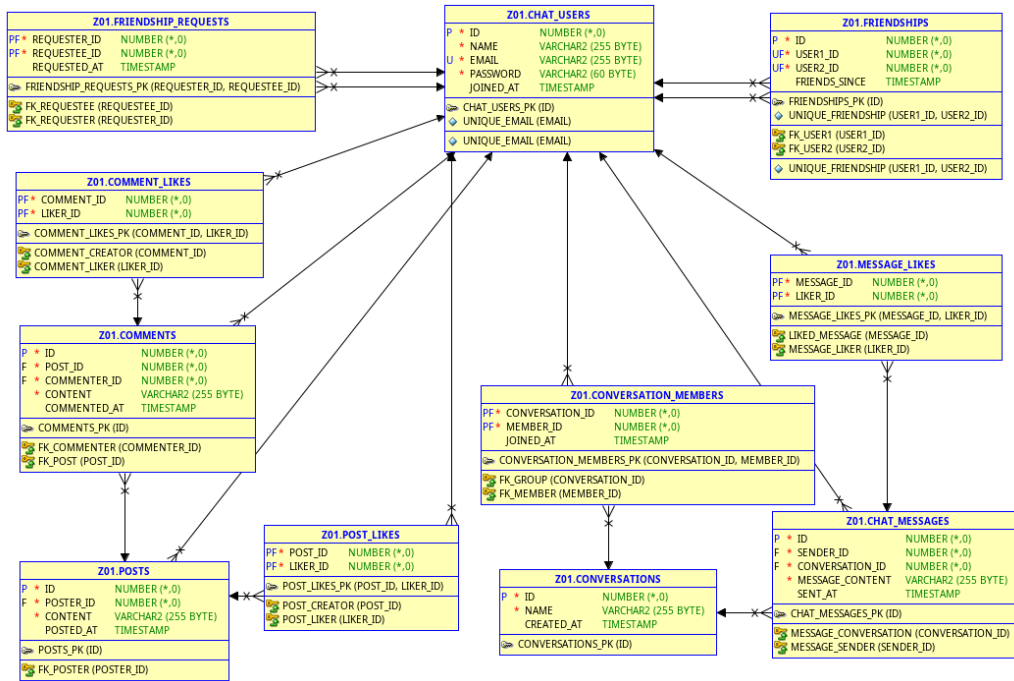 Z01.FRIENDSHIP_REQUESTS
PF* REQUESTER_ID NUMBER (*,0)
PF* REQUESTEE_ID NUMBER (*,0)
REQUESTED_AT TIMESTAMP
FRIENDSHIP_REQUESTS_PK (REQUESTER_ID, REQUESTEE_ID)
FK_REQUESTEE (REQUESTEE_ID)
FK_REQUESTER (REQUESTER_ID)
Z01.CHAT_USERS
P * ID NUMBER (*,0)
* NAME VARCHAR2 (255 BYTE)
U * EMAIL VARCHAR2 (255 BYTE)
* PASSWORD VARCHAR2 (60 BYTE)
JOINED_AT TIMESTAMP
CHAT_USERS_PK (ID)
UNIQUE_EMAIL (EMAIL)
UNIQUE_EMAIL (EMAIL)
Z01.FRIENDSHIPS
P * ID NUMBER (*,0)
UF* USER1_ID NUMBER (*,0)
UF* USER2_ID NUMBER (*,0)
FRIENDS_SINCE TIMESTAMP
FRIENDSHIPS_PK (ID)
UNIQUE_FRIENDSHIP (USER1_ID, USER2_ID)
FK_USER1 (USER1_ID)
FK_USER2 (USER2_ID)
UNIQUE_FRIENDSHIP (USER1_ID, USER2_ID)
Z01.COMMENT_LIKES
PF* COMMENT_ID NUMBER (*,0)
PF* LIKER_ID NUMBER (*,0)
COMMENT_LIKES_PK (COMMENT_ID, LIKER_ID)
COMMENT_CREATOR (COMMENT_ID)
COMMENT_LIKER (LIKER_ID)
Z01.MESSAGE_LIKES
PF* MESSAGE_ID NUMBER (*,0)
PF* LIKER_ID NUMBER (*,0)
MESSAGE_LIKES_PK (MESSAGE_ID, LIKER_ID)
LIKED_MESSAGE (MESSAGE_ID)
MESSAGE_LIKER (LIKER_ID)
Z01.COMMENTS
P * ID NUMBER (*,0)
F * POST_ID NUMBER (*,0)
F * COMMENTER_ID NUMBER (*,0)
* CONTENT VARCHAR2 (255 BYTE)
COMMENTED_AT TIMESTAMP
COMMENTS_PK (ID)
FK_COMMENTER (COMMENTER_ID)
FK_POST (POST_ID)
Z01.CONVERSATION_MEMBERS
PF* CONVERSATION_ID NUMBER (*,0)
PF* MEMBER_ID NUMBER (*,0)
JOINED_AT TIMESTAMP
CONVERSATION_MEMBERS_PK (CONVERSATION_ID, MEMBER_ID)
FK_GROUP (CONVERSATION_ID)
FK_MEMBER (MEMBER_ID)
Z01.POSTS
P * ID NUMBER (*,0)
F * POSTER_ID NUMBER (*,0)
* CONTENT VARCHAR2 (255 BYTE)
POSTED_AT TIMESTAMP
POSTS_PK (ID)
FK_POSTER (POSTER_ID)
Z01.POST_LIKES
PF* POST_ID NUMBER (*,0)
PF* LIKER_ID NUMBER (*,0)
POST_LIKES_PK (POST_ID, LIKER_ID)
POST_CREATOR (POST_ID)
POST_LIKER (LIKER_ID)
Z01.CONVERSATIONS
P * ID NUMBER (*,0)
* NAME VARCHAR2 (255 BYTE)
CREATED_AT TIMESTAMP
CONVERSATIONS_PK (ID)
Z01.CHAT_MESSAGES
P * ID NUMBER (*,0)
F * SENDER_ID NUMBER (*,0)
F * CONVERSATION_ID NUMBER (*,0)
* MESSAGE_CONTENT VARCHAR2 (255 BYTE)
SENT_AT TIMESTAMP
CHAT_MESSAGES_PK (ID)
MESSAGE_CONVERSATION (CONVERSATION_ID)
MESSAGE_SENDER (SENDER_ID)